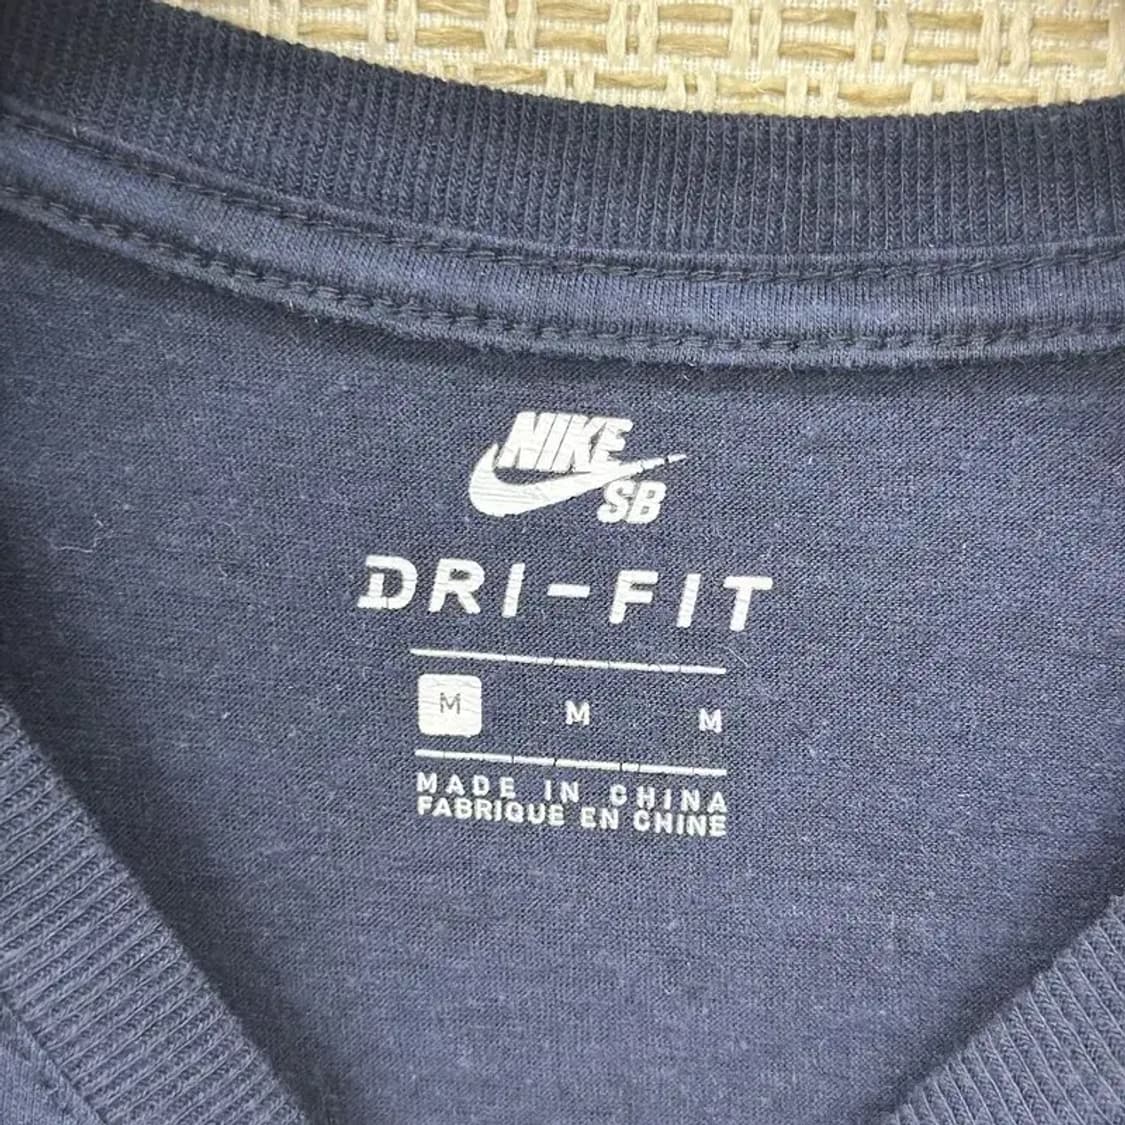 NIKE
SB
DRI-FIT
M M M
MADE IN CHINA
FABRIQUE EN CHINE